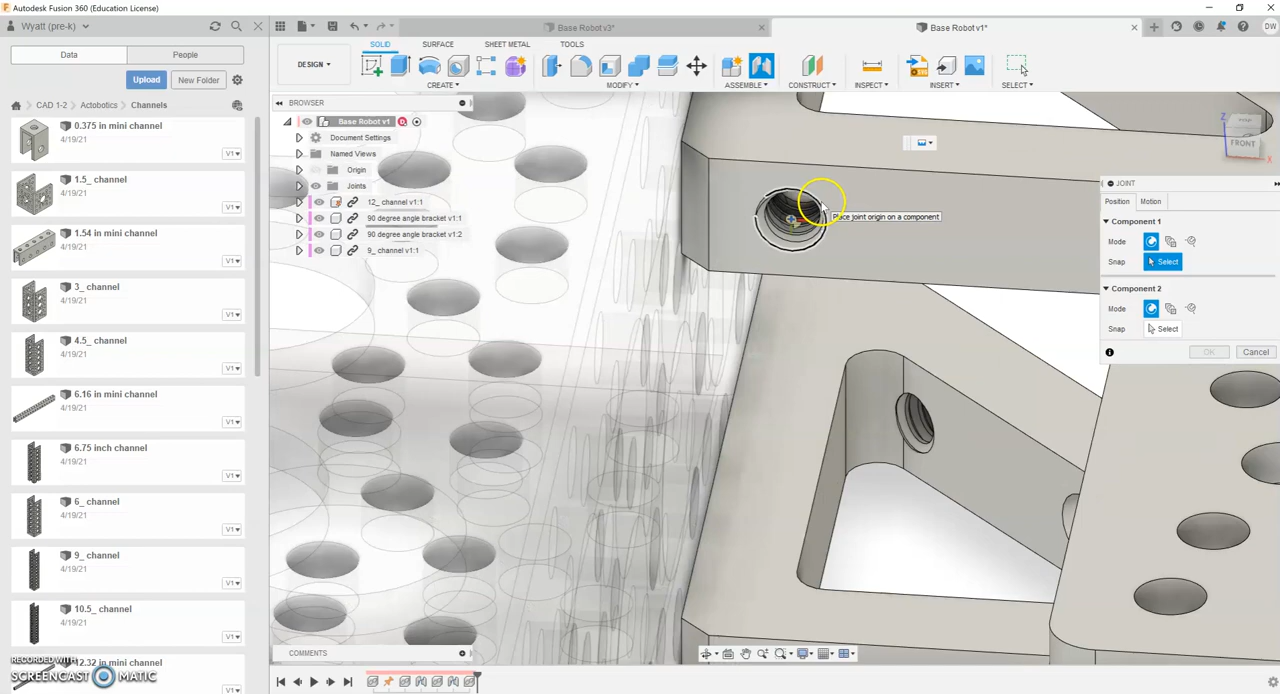 Autodesk Fusion 360 (Education License)
Wyatt (pre-k)
Base Robot v3*
Base Robot v1*
DW
Data
People
SOLID
SURFACE
SHEET METAL
TOOLS
DESIGN
Upload
New Folder
CREATE
MODIFY
ASSEMBLE
CONSTRUCT
INSPECT
INSERT
SELECT
CAD 1-2
Actobotics
Channels
BROWSER
Base Robot v1
Document Settings
Named Views
Origin
Joints
12_ channel v1:1
90 degree angle bracket v1:1
90 degree angle bracket v1:2
9_ channel v1:1
0.375 in mini channel
4/19/21
V1
1.5_ channel
4/19/21
V1
1.54 in mini channel
4/19/21
V1
3_ channel
4/19/21
V1
4.5_ channel
4/19/21
V1
6.16 in mini channel
4/19/21
V1
6.75 inch channel
4/19/21
V1
6_ channel
4/19/21
V1
9_ channel
4/19/21
V1
10.5_ channel
4/19/21
V1
12.32 in mini channel
Place joint origin on a component
Z
FRONT
X
JOINT
Position
Motion
Component 1
Mode
Snap
Select
Component 2
Mode
Snap
Select
OK
Cancel
COMMENTS
RECORDED WITH
SCREENCAST
MATIC